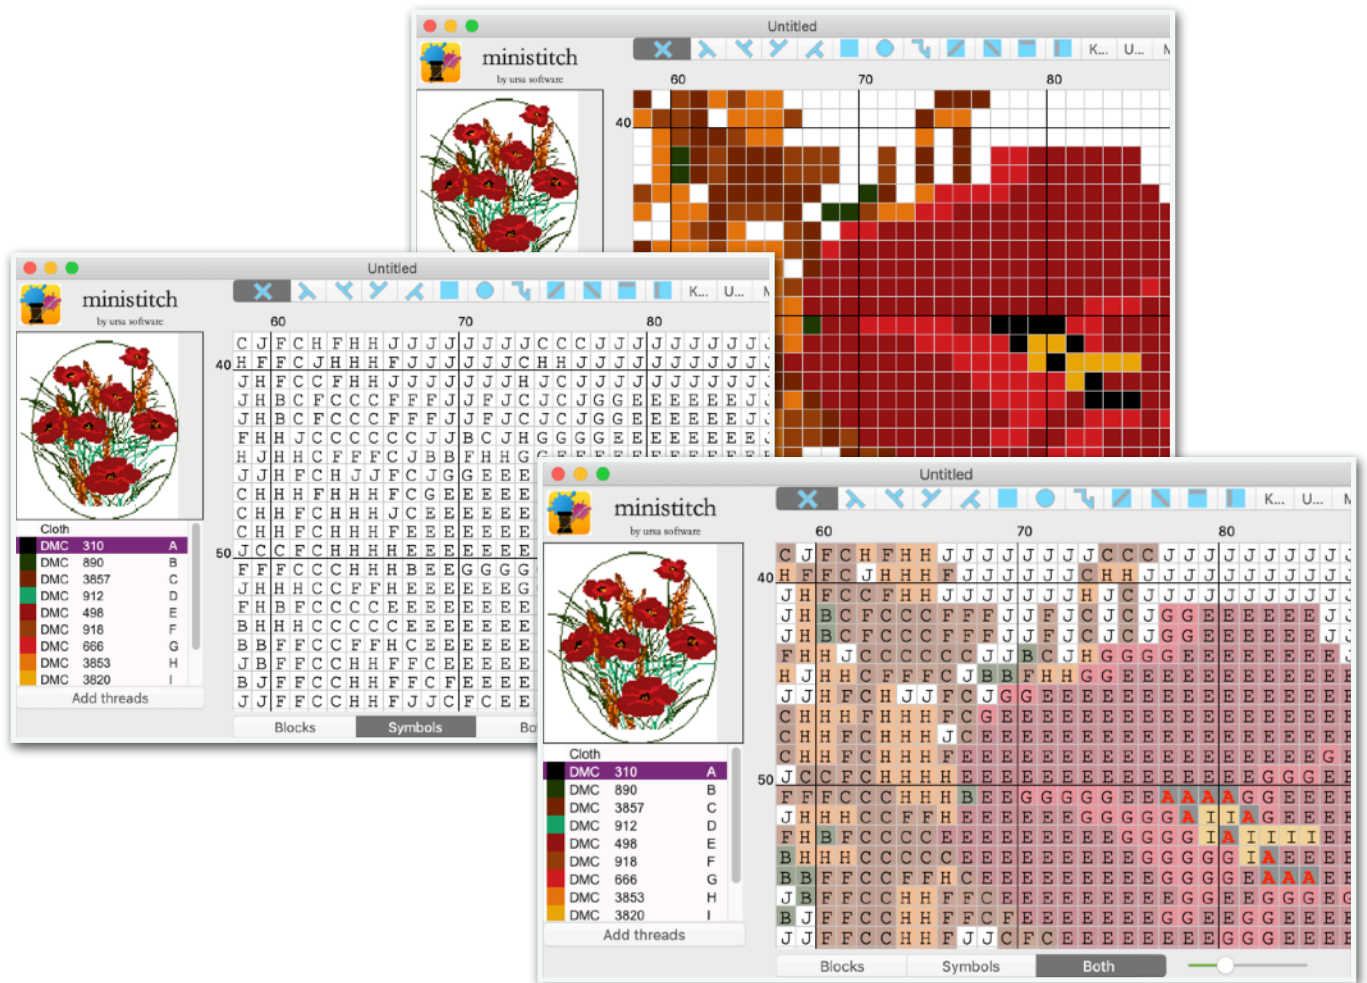 Untitled
ministitch
by ursa software
K... U... M
60 70 80
40
Untitled
ministitch
by ursa software
K... U... M
60 70 80
C J F C H F H H J J J J J J J J C C C J J J J J J J J J J
40 H F F C J H H H F J J J J J J C H H J J J J J J J J J J J
J H F C C F H H J J J J J J J H J C J J J J J J J J J J J
J H B C F C C C F F F J J F J C J C J G G E E E E E E J J
J H B C F C C C F F F J J F J C J C J G G E E E E E E J J
F H H J C C C C C C J J B C J H G G G G E E E E E E E E J
H J H H C F F F C J B B F H H G
J J H F C H J J F C J G G E E E
C H H H F H H H F C G E E E E E
C H H F C H H H J C E E E E E E
C H H F C H H H F E E E E E E E
50 J C C F C H H H H E E E E E E E
F F F C C C H H H B E E G G G G
J H H H C C F F H E E E E E E G
F H B F C C C C E E E E E E E E
B H H H C C C C C E E E E E E E
B B F F C C F F H C E E E E E E
J B F F C C H H F F C E E E E E
B J F F C C H H F F C F E E E E
J J F F C C H H F J J C F C E E
Cloth
DMC 310 A
DMC 890 B
DMC 3857 C
DMC 912 D
DMC 498 E
DMC 918 F
DMC 666 G
DMC 3853 H
DMC 3820 I
Add threads
Blocks Symbols Bo
Untitled
ministitch
by ursa software
K... U... M
60 70 80
C J F C H F H H J J J J J J J J C C C J J J J J J J J J J
40 H F F C J H H H F J J J J J J C H H J J J J J J J J J J J
J H F C C F H H J J J J J J J H J C J J J J J J J J J J J
J H B C F C C C F F F J J F J C J C J G G E E E E E E J J
J H B C F C C C F F F J J F J C J C J G G E E E E E E J J
F H H J C C C C C C J J B C J H G G G G E E E E E E E E J
H J H H C F F F C J B B F H H G G E E E E E E E E E E E E
J J H F C H J J F C J G G E E E E E E E E E E E E E E E E
C H H H F H H H F C G E E E E E E E E E E E E E E E E E E
C H H F C H H H J C E E E E E E E E E E E E E E E E E E E
C H H F C H H H F E E E E E E E E E E E E E E E E E E G E
50 J C C F C H H H H E E E E E E E E E E E E E E E G G G E E
F F F C C C H H H B E E G G G G G E E A A A A G G E E E E
J H H H C C F F H E E E E E E G G G G G A I I A G E E E E
F H B F C C C C E E E E E E E E E G G G G I A I I I I E E
B H H H C C C C C E E E E E E E E E G G G G G I A E E E E
B B F F C C F F H C E E E E E E E E E G G G G E A A A E E
J B F F C C H H F F C E E E E E E E E E G G E E G G G E G
B J F F C C H H F F C F E E E E E E E G G E E G G E E E E
J J F F C C H H F J J C F C E E E E E E E E G G G E E E E
Cloth
DMC 310 A
DMC 890 B
DMC 3857 C
DMC 912 D
DMC 498 E
DMC 918 F
DMC 666 G
DMC 3853 H
DMC 3820 I
Add threads
Blocks Symbols Both